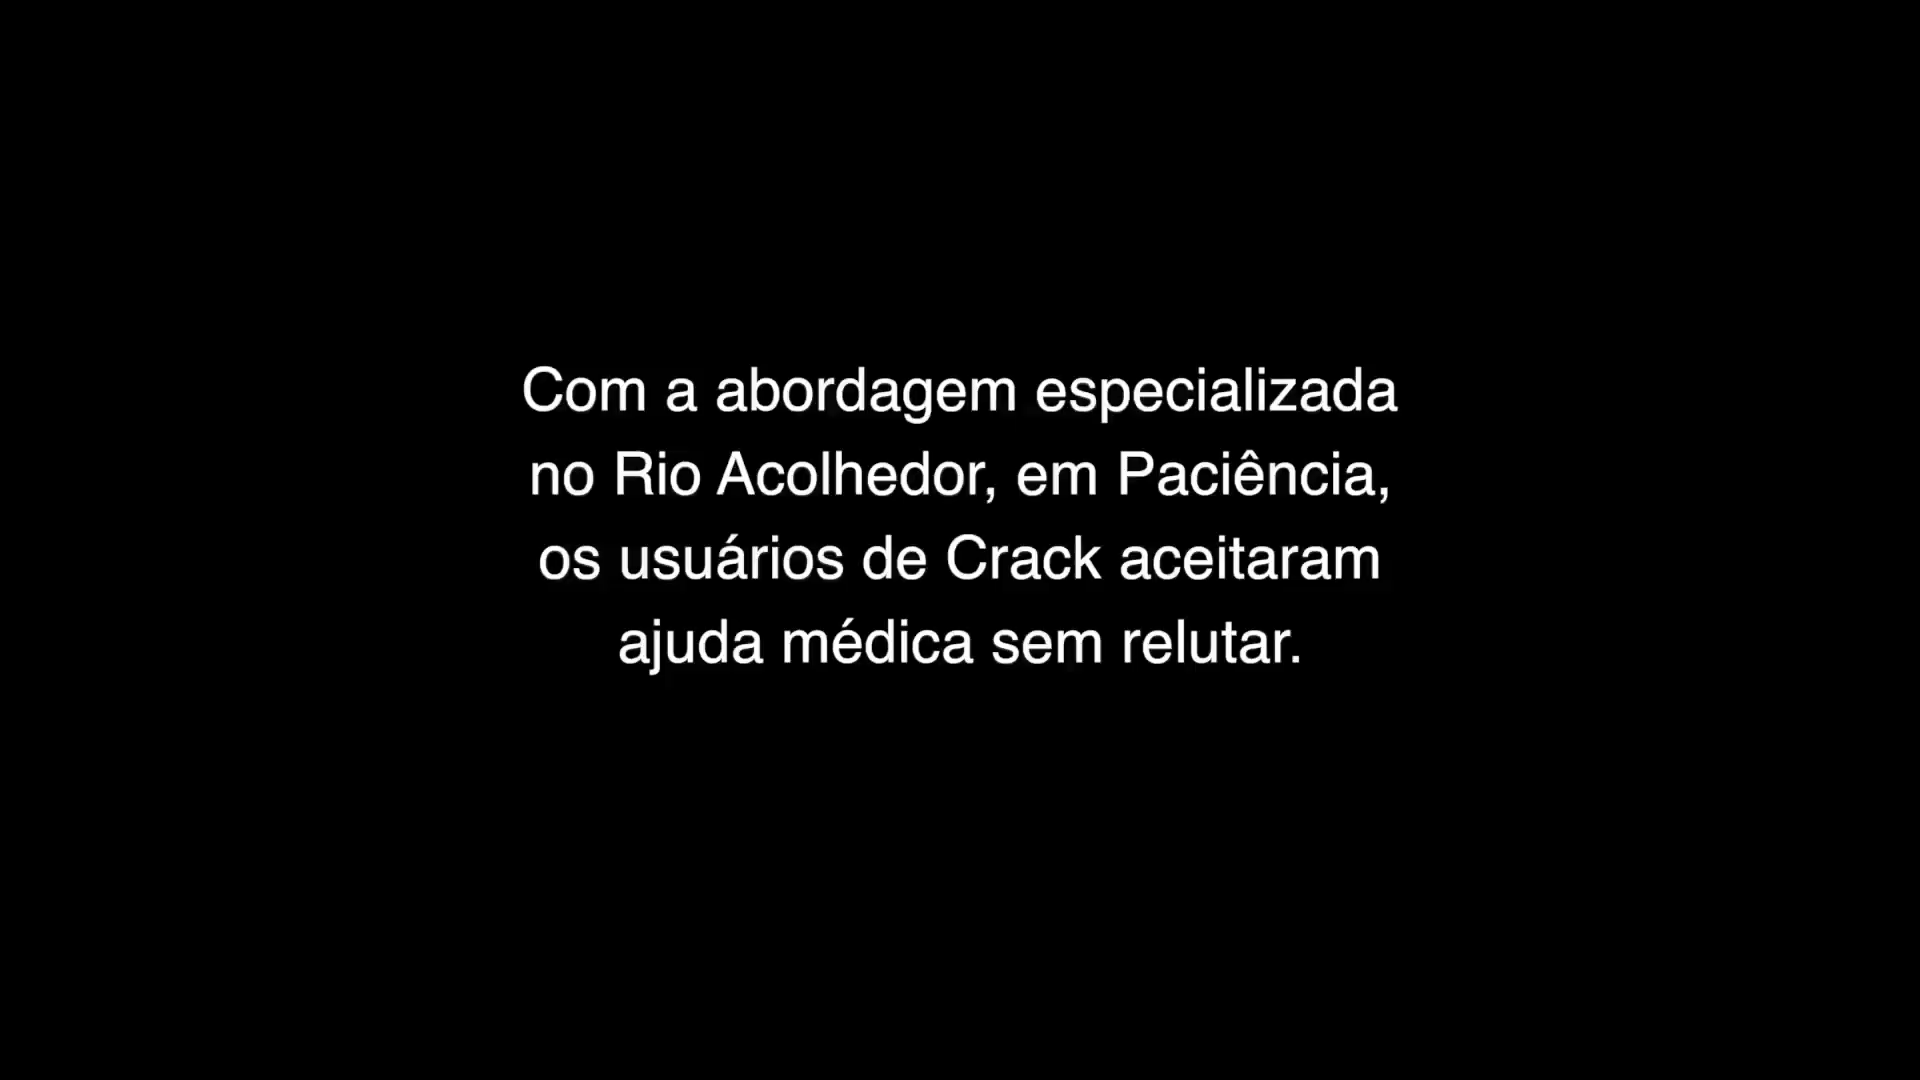 Com a abordagem especializada
no Rio Acolhedor, em Paciência,
os usuários de Crack aceitaram
ajuda médica sem relutar.